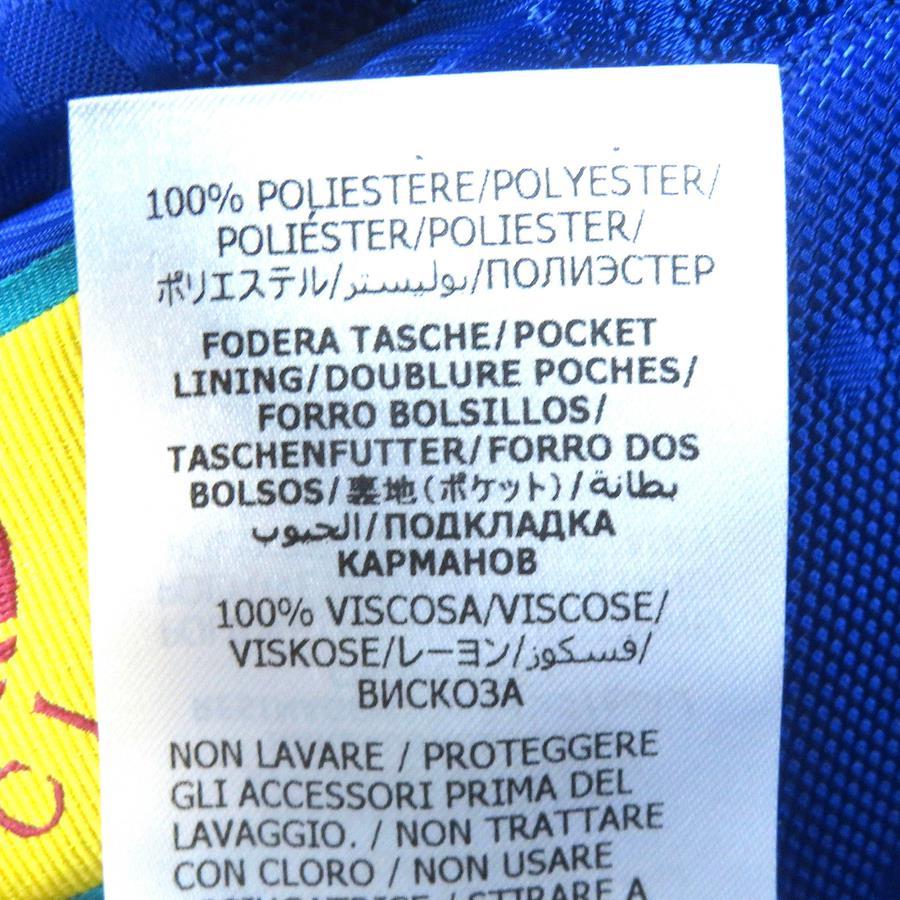 100% POLIESTERE/POLYESTER/
POLIÉSTER/POLIESTER/
ポリエステル/بوليستر/ПОЛИЭСТЕР
FODERA TASCHE/POCKET
LINING/DOUBLURE POCHES/
FORRO BOLSILLOS/
TASCHENFUTTER/FORRO DOS
BOLSOS/裏地(ポケット)/بطانة
الجيوب/ПОДКЛАДКА
КАРМАНОВ
100% VISCOSA/VISCOSE/
VISKOSE/レーヨン/فسكوز/
ВИСКОЗА
NON LAVARE / PROTEGGERE
GLI ACCESSORI PRIMA DEL
LAVAGGIO. / NON TRATTARE
CON CLORO / NON USARE
STIRARE A